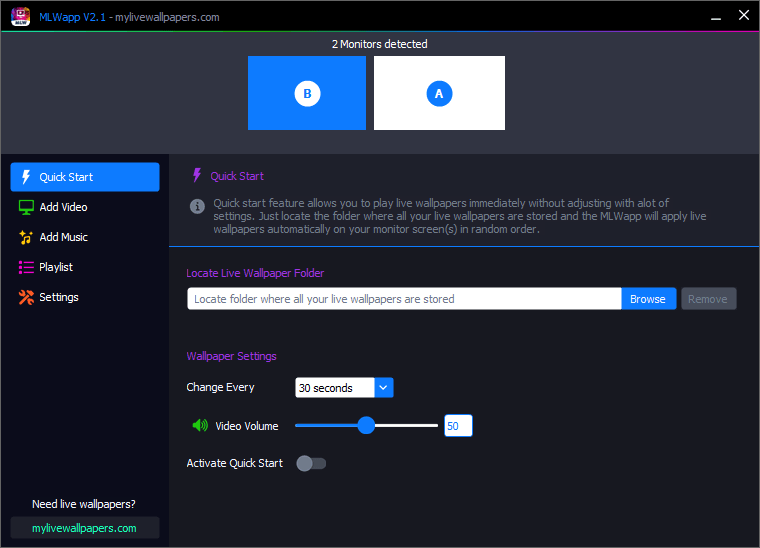 MLWapp V2.1 - mylivewallpapers.com
2 Monitors detected
B
A
Quick Start
Add Video
Add Music
Playlist
Settings
Need live wallpapers?
mylivewallpapers.com
Quick Start
Quick start feature allows you to play live wallpapers immediately without adjusting with alot of
settings. Just locate the folder where all your live wallpapers are stored and the MLWapp will apply live
wallpapers automatically on your monitor screen(s) in random order.
Locate Live Wallpaper Folder
Locate folder where all your live wallpapers are stored
Browse
Remove
Wallpaper Settings
Change Every
30 seconds
Video Volume
50
Activate Quick Start